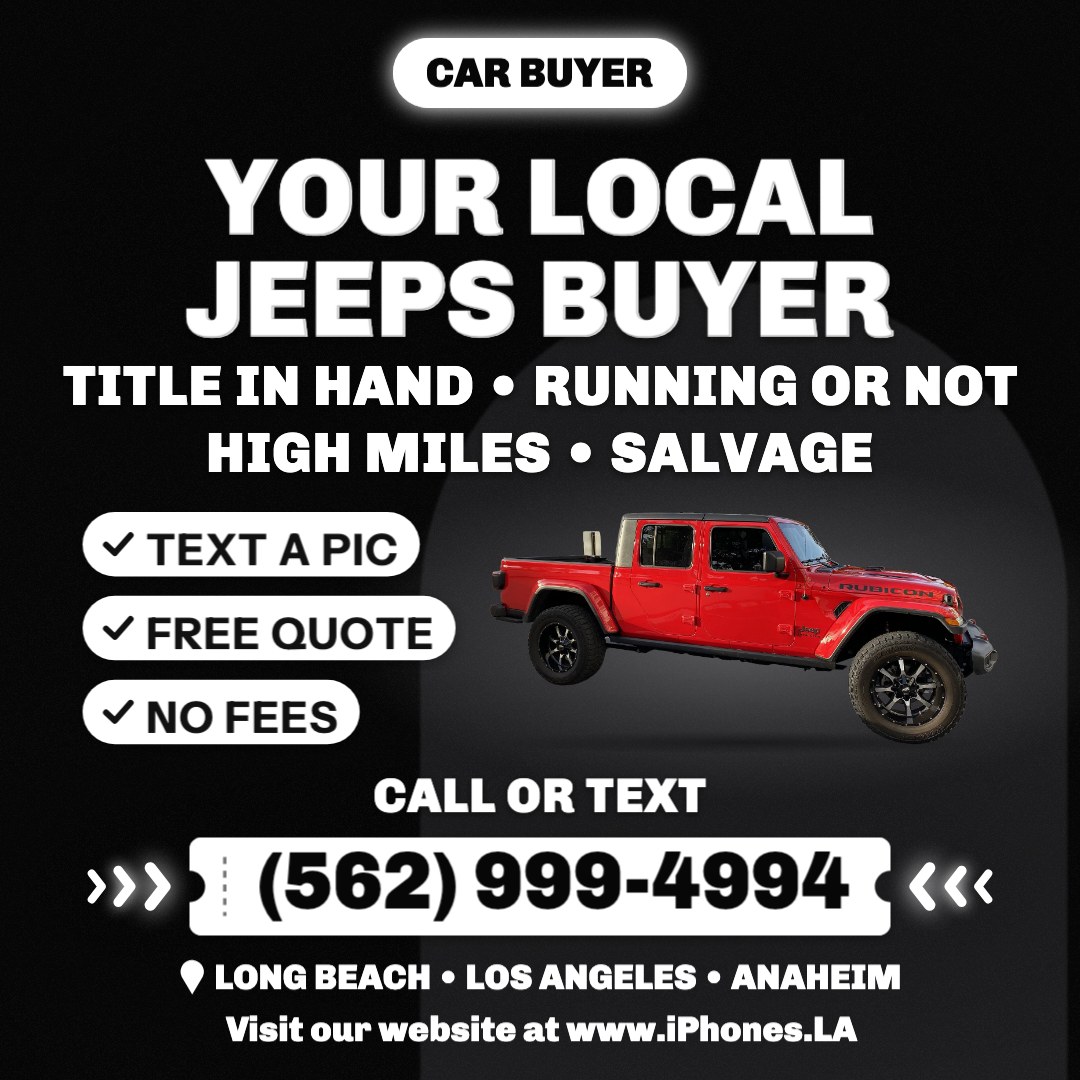 CAR BUYER
YOUR LOCAL
JEEPS BUYER
TITLE IN HAND • RUNNING OR NOT
HIGH MILES • SALVAGE
TEXT A PIC
FREE QUOTE
NO FEES
RUBICON
Jeep
CALL OR TEXT
(562) 999-4994
LONG BEACH • LOS ANGELES • ANAHEIM
Visit our website at www.iPhones.LA